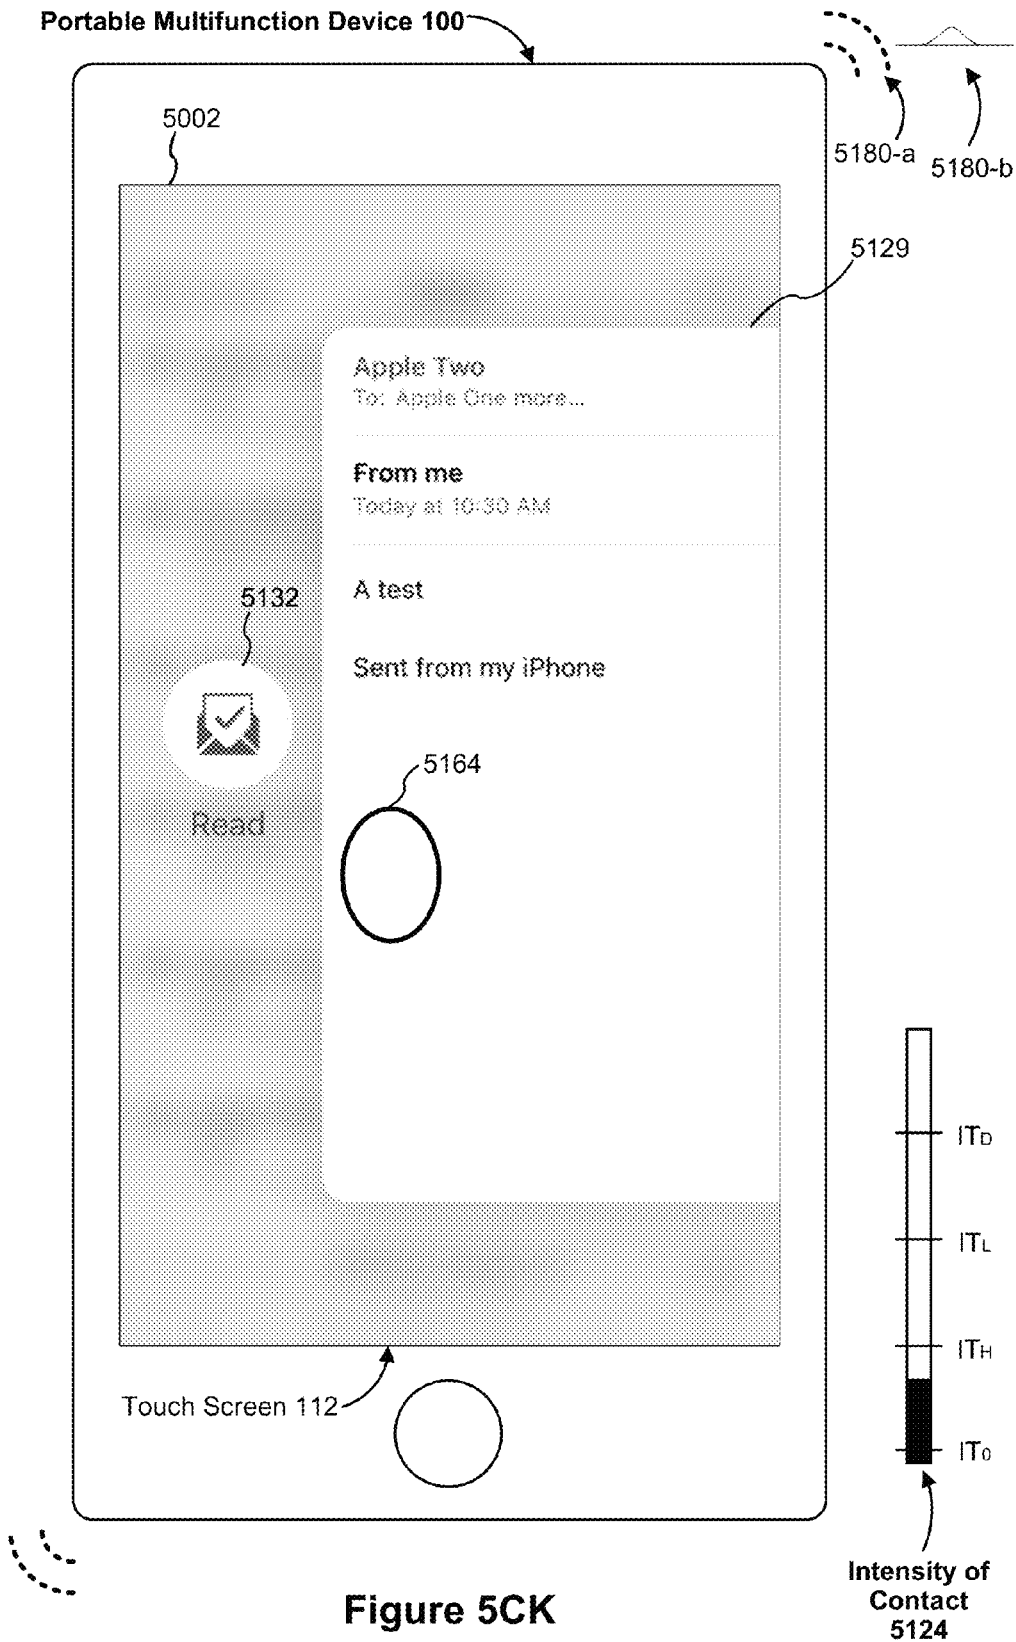 Portable Multifunction Device 100
5180-a
5180-b
5002
5129
Apple Two
To: Apple One more...
From me
Today at 10:30 AM
A test
5132
Sent from my iPhone
5164
Read
ITD
ITL
ITH
IT0
Touch Screen 112
Intensity of
Contact
5124
Figure 5CK